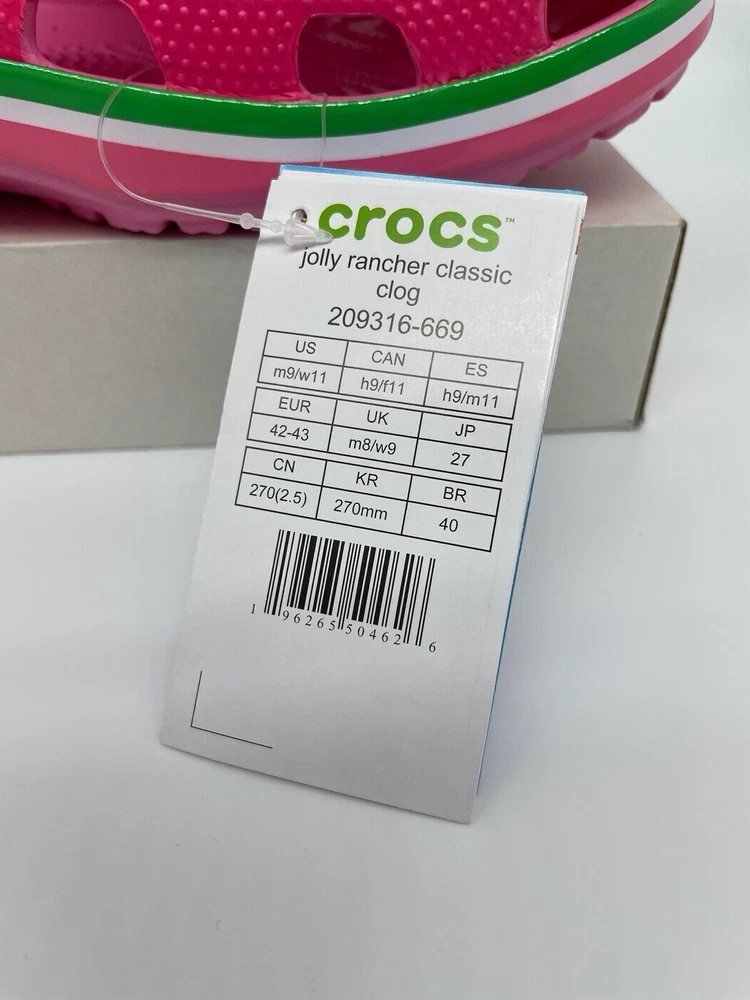 crocs™
jolly rancher classic
clog
209316-669
US CAN ES
m9/w11 h9/f11 h9/m11
EUR UK JP
42-43 m8/w9 27
CN KR BR
270(2.5) 270mm 40
1 96265 50462 6